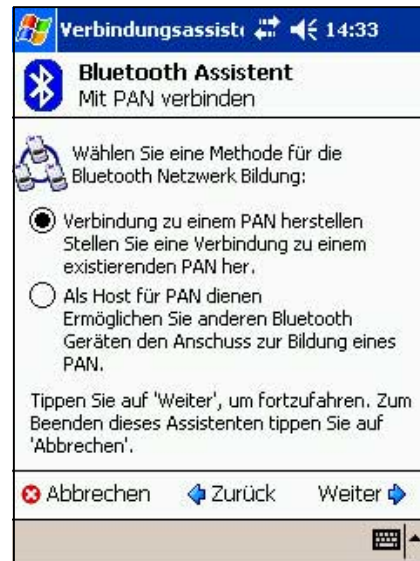 Verbindungsassist 14:33
Bluetooth Assistent
Mit PAN verbinden
Wählen Sie eine Methode für die
Bluetooth Netzwerk Bildung:
Verbindung zu einem PAN herstellen
Stellen Sie eine Verbindung zu einem
existierenden PAN her.
Als Host für PAN dienen
Ermöglichen Sie anderen Bluetooth
Geräten den Anschuss zur Bildung eines
PAN.
Tippen Sie auf 'Weiter', um fortzufahren. Zum
Beenden dieses Assistenten tippen Sie auf
'Abbrechen'.
Abbrechen Zurück Weiter